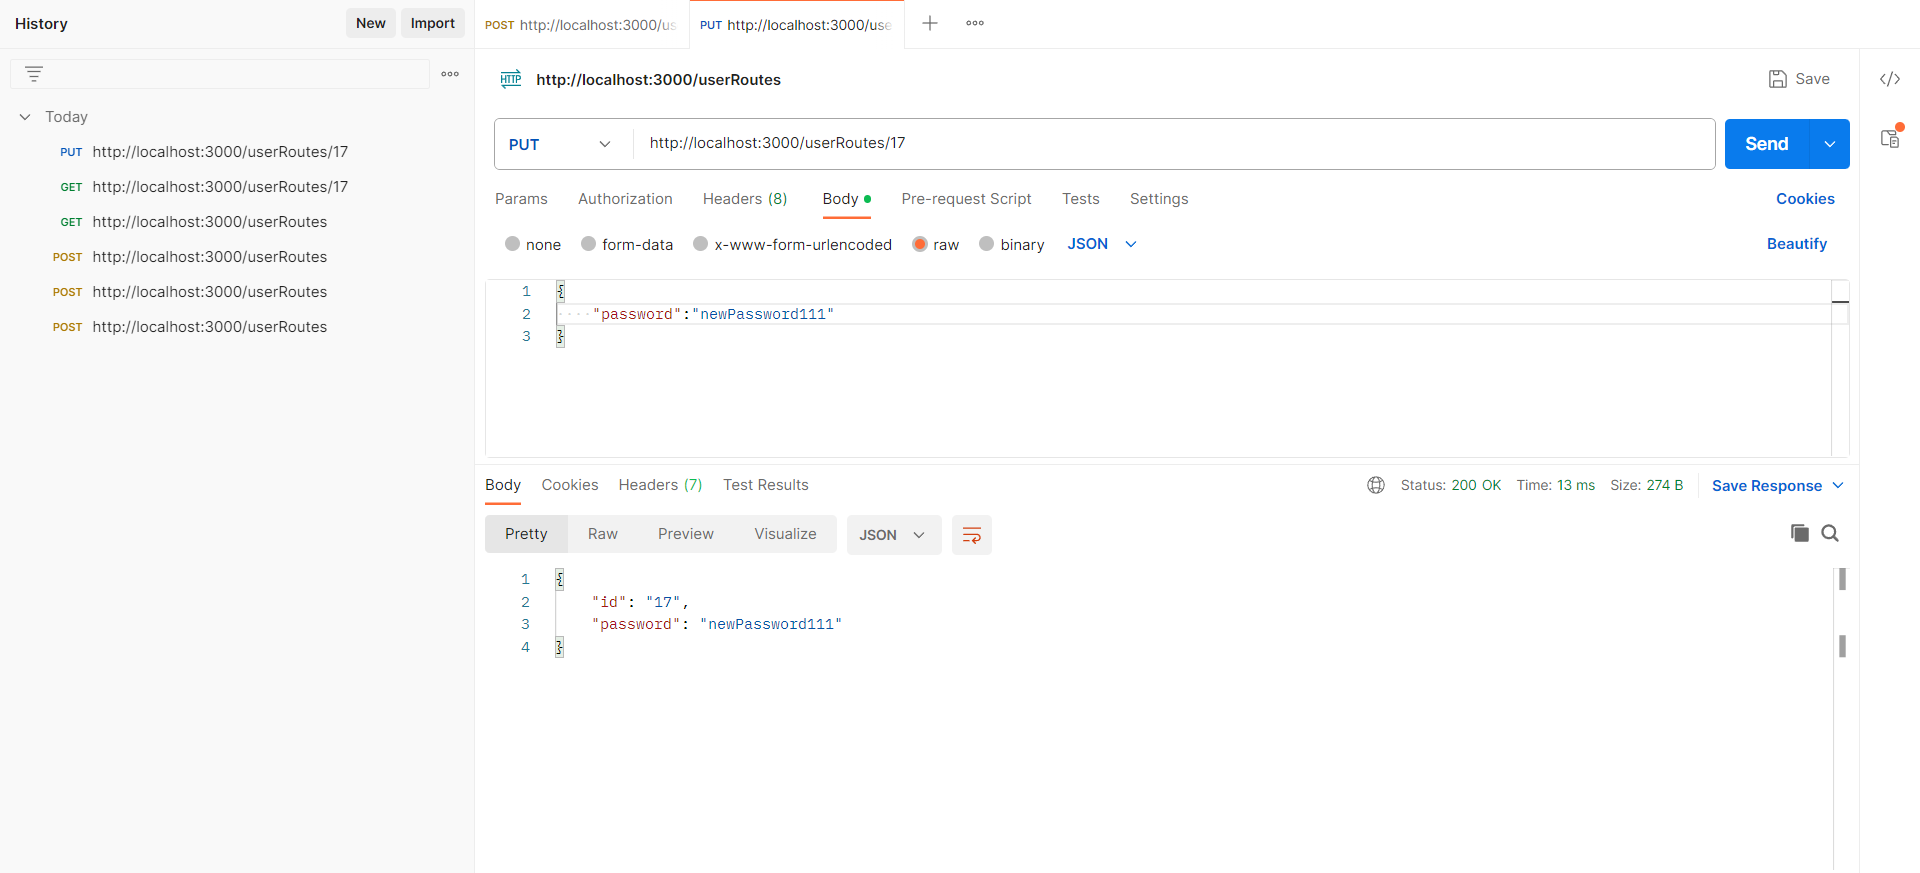 History
New
Import
POST http://localhost:3000/us
PUT http://localhost:3000/use
Today
PUT http://localhost:3000/userRoutes/17
GET http://localhost:3000/userRoutes/17
GET http://localhost:3000/userRoutes
POST http://localhost:3000/userRoutes
POST http://localhost:3000/userRoutes
POST http://localhost:3000/userRoutes
HTTP http://localhost:3000/userRoutes
Save
PUT http://localhost:3000/userRoutes/17
Send
Params Authorization Headers (8) Body Pre-request Script Tests Settings
Cookies
none form-data x-www-form-urlencoded raw binary JSON
Beautify
1 {
2 "password":"newPassword111"
3 }
Body Cookies Headers (7) Test Results
Status: 200 OK Time: 13 ms Size: 274 B
Save Response
Pretty Raw Preview Visualize JSON
1 {
2 "id": "17",
3 "password": "newPassword111"
4 }